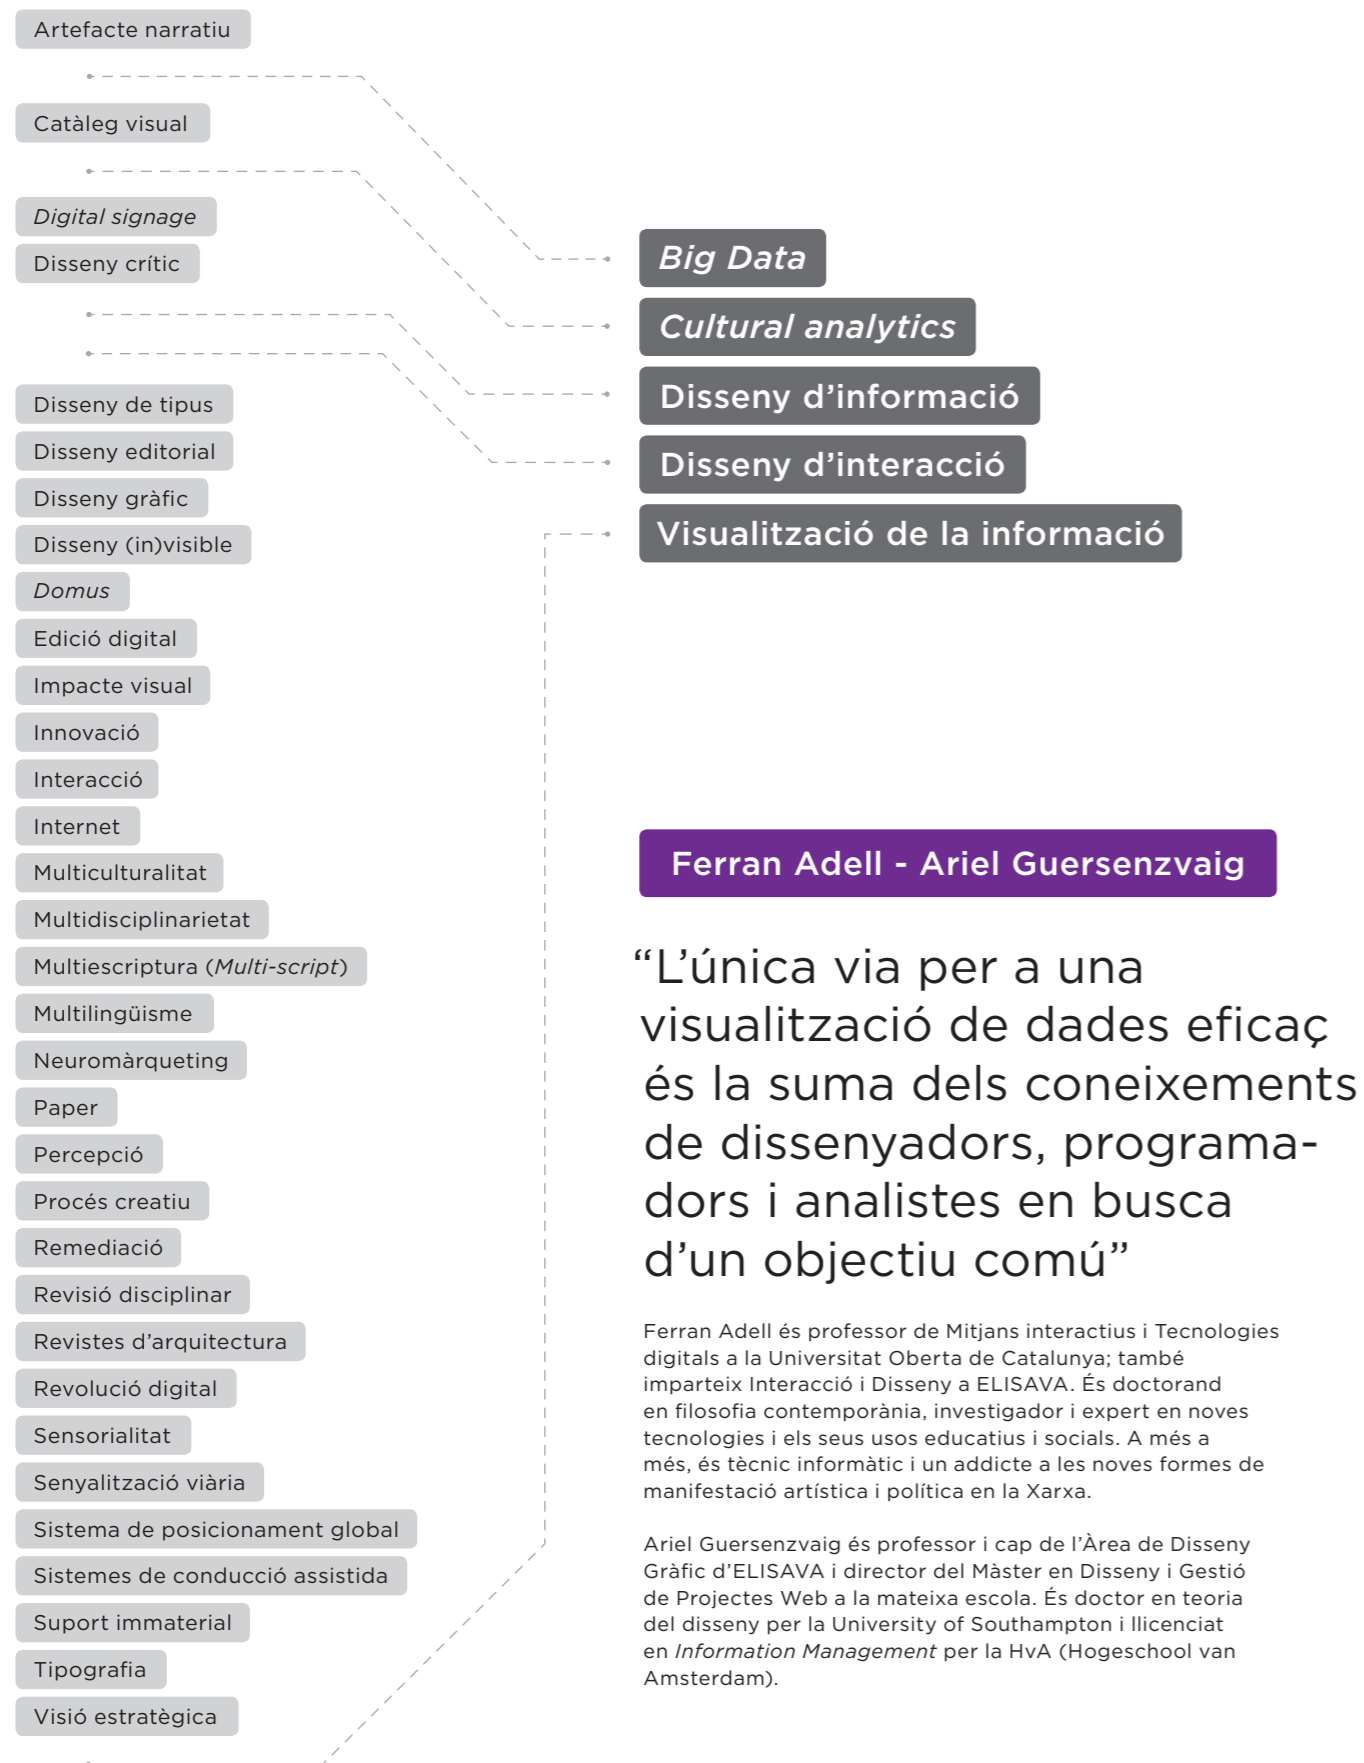 Artefacte narratiu
Catàleg visual
Digital signage
Disseny crític
Disseny de tipus
Disseny editorial
Disseny gràfic
Disseny (in)visible
Domus
Edició digital
Impacte visual
Innovació
Interacció
Internet
Multiculturalitat
Multidisciplinarietat
Multiescriptura (Multi-script)
Multilingüisme
Neuromàrqueting
Paper
Percepció
Procés creatiu
Remediació
Revisió disciplinar
Revistes d’arquitectura
Revolució digital
Sensorialitat
Senyalització viària
Sistema de posicionament global
Sistemes de conducció assistida
Suport immaterial
Tipografia
Visió estratègica
Big Data
Cultural analytics
Disseny d’informació
Disseny d’interacció
Visualització de la informació
Ferran Adell - Ariel Guersenzvaig
“L’única via per a una
visualització de dades eficaç
és la suma dels coneixements
de dissenyadors, programa-
dors i analistes en busca
d’un objectiu comú”
Ferran Adell és professor de Mitjans interactius i Tecnologies
digitals a la Universitat Oberta de Catalunya; també
imparteix Interacció i Disseny a ELISAVA. És doctorand
en filosofia contemporània, investigador i expert en noves
tecnologies i els seus usos educatius i socials. A més a
més, és tècnic informàtic i un addicte a les noves formes de
manifestació artística i política en la Xarxa.
Ariel Guersenzvaig és professor i cap de l’Àrea de Disseny
Gràfic d’ELISAVA i director del Màster en Disseny i Gestió
de Projectes Web a la mateixa escola. És doctor en teoria
del disseny per la University of Southampton i llicenciat
en Information Management per la HvA (Hogeschool van
Amsterdam).